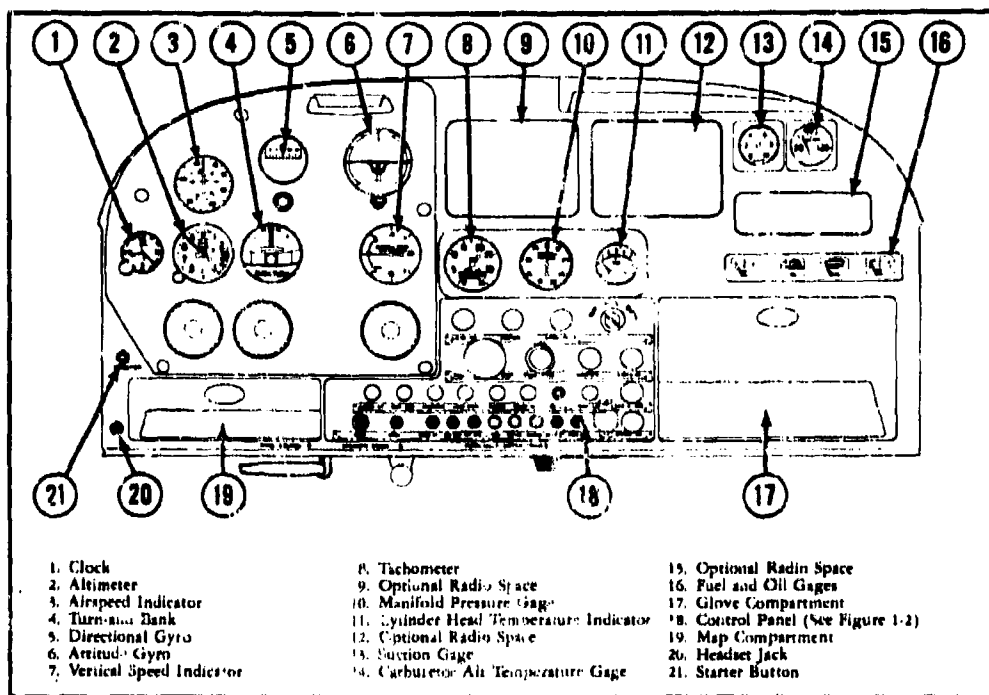 1 2 3 4 5 6 7 8 9 10 11 12 13 14 15 16
21 20 19 18 17
1. Clock
2. Altimeter
3. Airspeed Indicator
4. Turn-and Bank
5. Directional Gyro
6. Attitude Gyro
7. Vertical Speed Indicator
8. Tachometer
9. Optional Radio Space
10. Manifold Pressure Gage
11. Cylinder Head Temperature Indicator
12. Optional Radio Space
13. Suction Gage
14. Carburetor Air Temperature Gage
15. Optional Radio Space
16. Fuel and Oil Gages
17. Glove Compartment
18. Control Panel (See Figure 1-2)
19. Map Compartment
20. Headset Jack
21. Starter Button